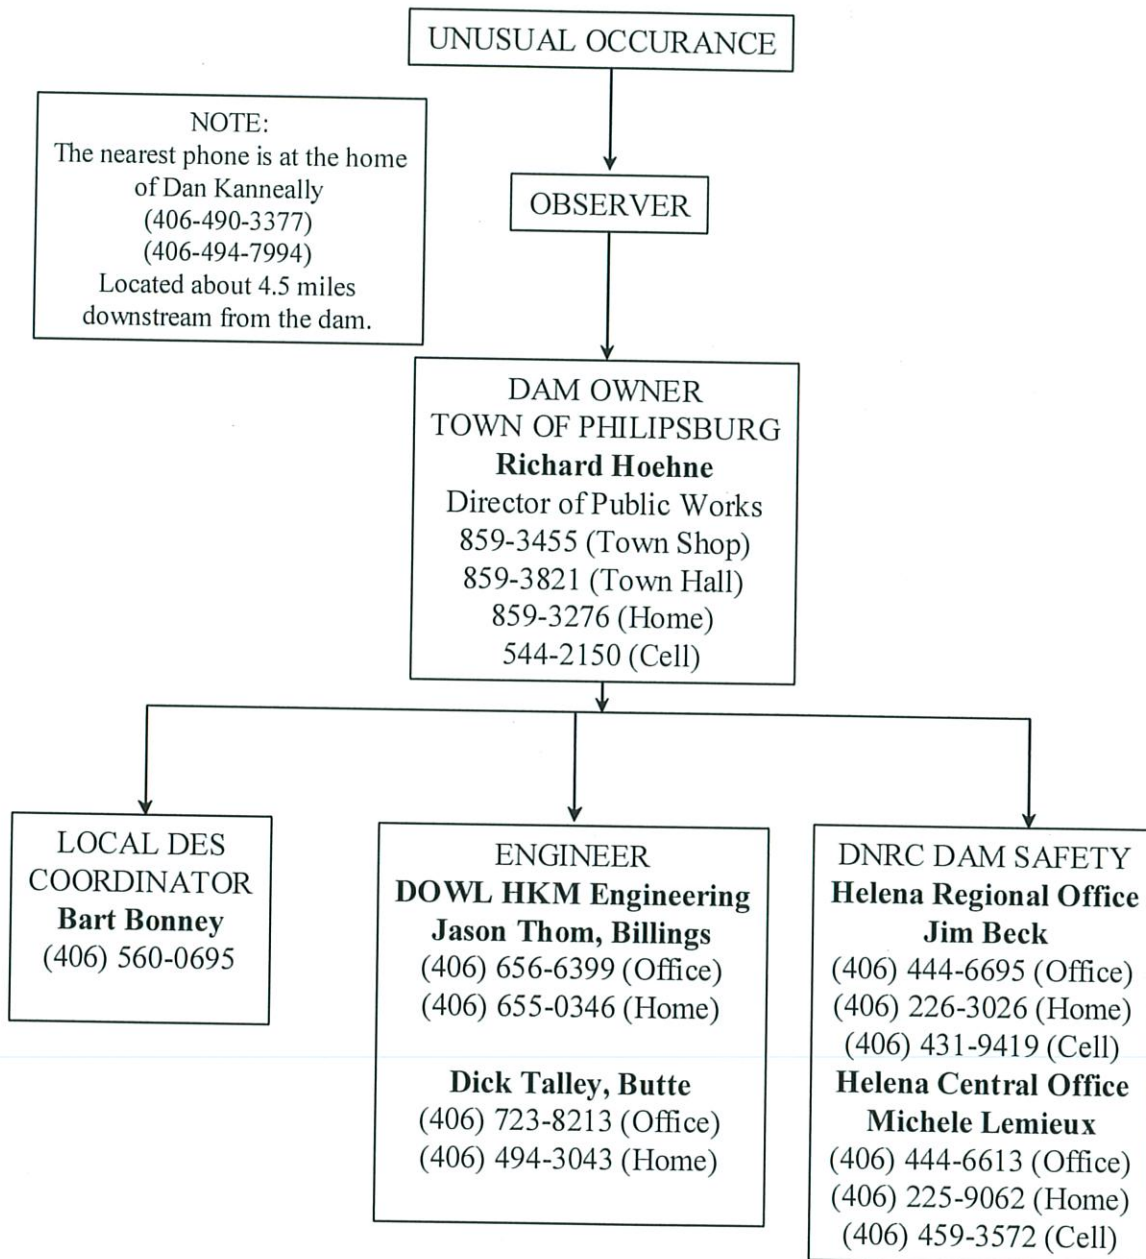 UNUSUAL OCCURANCE
NOTE:
The nearest phone is at the home
of Dan Kanneally
(406-490-3377)
(406-494-7994)
Located about 4.5 miles
downstream from the dam.
OBSERVER
DAM OWNER
TOWN OF PHILIPSBURG
Richard Hoehne
Director of Public Works
859-3455 (Town Shop)
859-3821 (Town Hall)
859-3276 (Home)
544-2150 (Cell)
LOCAL DES
COORDINATOR
Bart Bonney
(406) 560-0695
ENGINEER
DOWL HKM Engineering
Jason Thom, Billings
(406) 656-6399 (Office)
(406) 655-0346 (Home)
Dick Talley, Butte
(406) 723-8213 (Office)
(406) 494-3043 (Home)
DNRC DAM SAFETY
Helena Regional Office
Jim Beck
(406) 444-6695 (Office)
(406) 226-3026 (Home)
(406) 431-9419 (Cell)
Helena Central Office
Michele Lemieux
(406) 444-6613 (Office)
(406) 225-9062 (Home)
(406) 459-3572 (Cell)